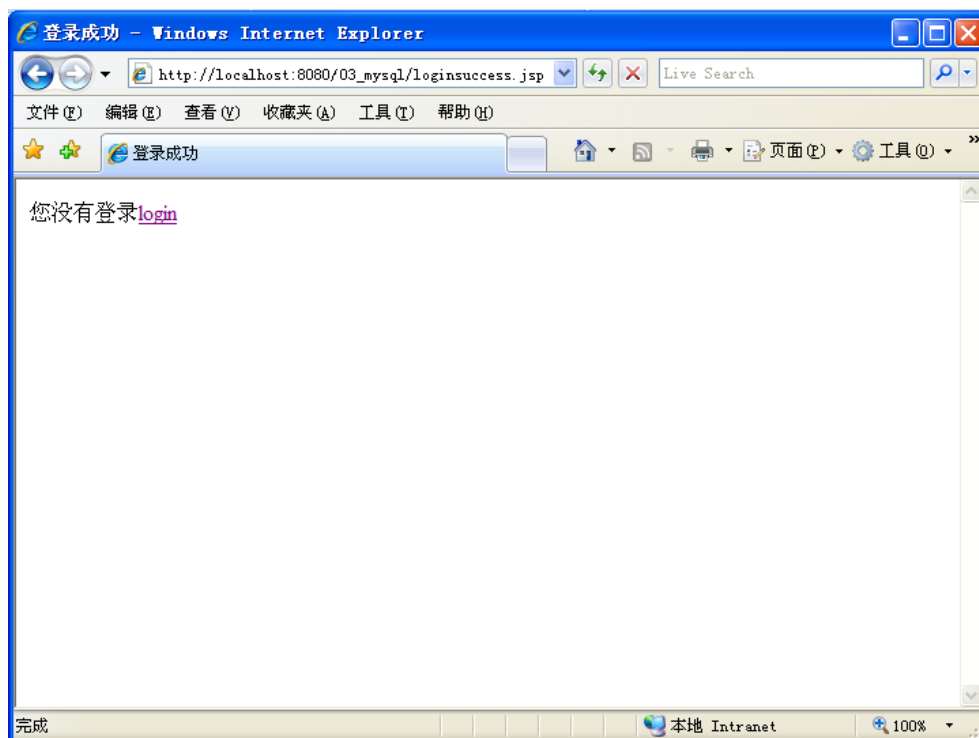 登录成功 - Windows Internet Explorer
http://localhost:8080/03_mysql/loginsuccess.jsp Live Search
文件(F) 编辑(E) 查看(V) 收藏夹(A) 工具(T) 帮助(H)
登录成功 页面(P) 工具(O) »
您没有登录login
完成 本地 Intranet 100%